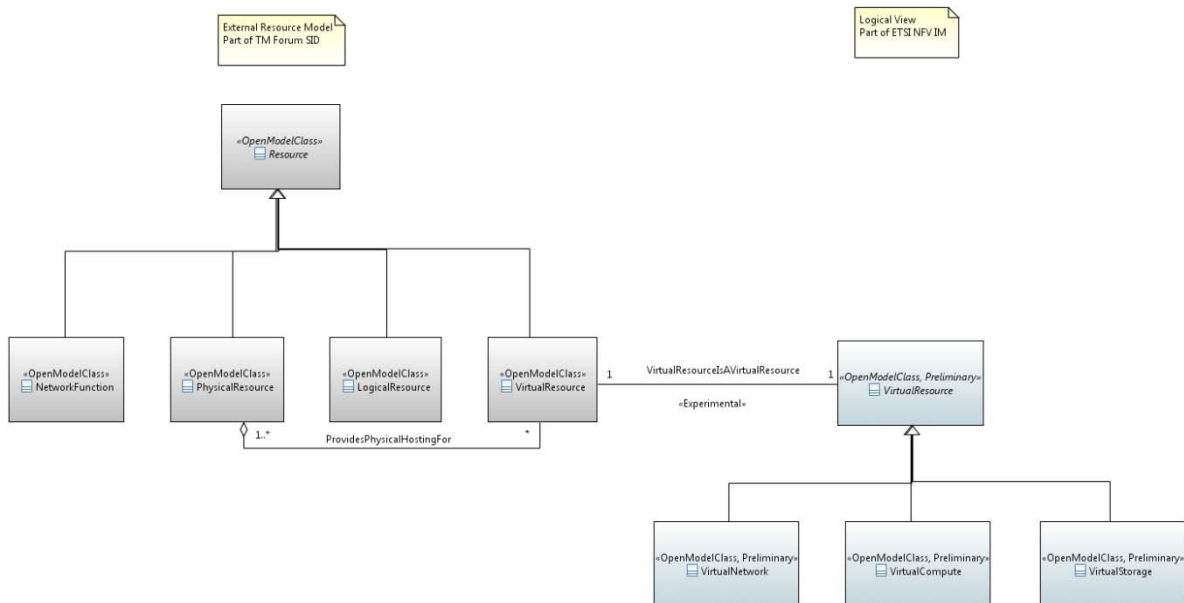 External Resource Model
Part of TM Forum SID
Logical View
Part of ETSI NFV IM
«OpenModelClass»
Resource
«OpenModelClass»
NetworkFunction
«OpenModelClass»
PhysicalResource
«OpenModelClass»
LogicalResource
«OpenModelClass»
VirtualResource
1
VirtualResourceIsAVirtualResource
1
«Experimental»
«OpenModelClass, Preliminary»
VirtualResource
1..*
ProvidesPhysicalHostingFor
*
«OpenModelClass, Preliminary»
VirtualNetwork
«OpenModelClass, Preliminary»
VirtualCompute
«OpenModelClass, Preliminary»
VirtualStorage